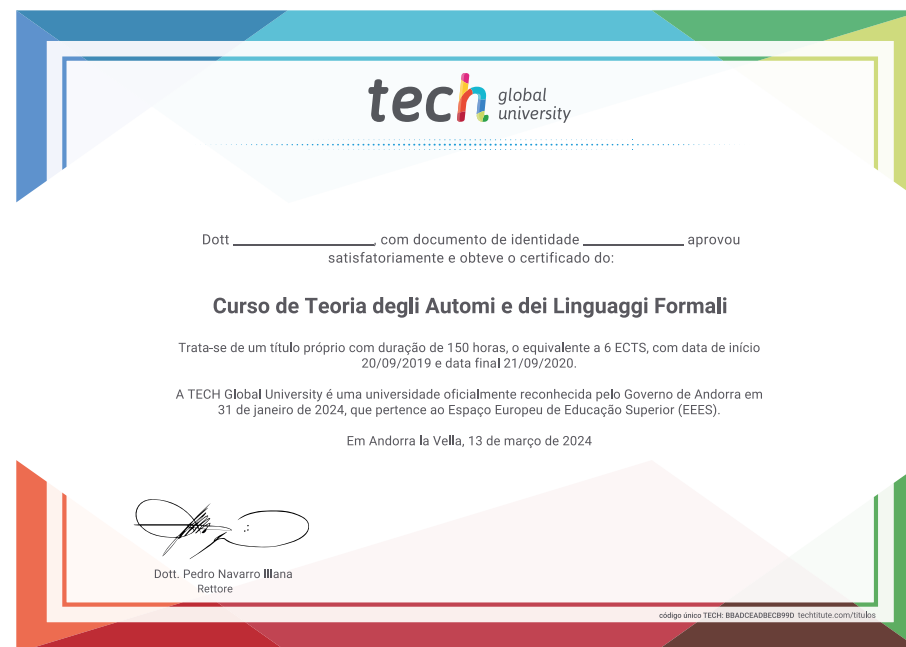 tech global university
Dott ____________________, com documento de identidade ______________ aprovou
satisfatoriamente e obteve o certificado do:
Curso de Teoria degli Automi e dei Linguaggi Formali
Trata-se de um título próprio com duração de 150 horas, o equivalente a 6 ECTS, com data de início
20/09/2019 e data final 21/09/2020.
A TECH Global University é uma universidade oficialmente reconhecida pelo Governo de Andorra em
31 de janeiro de 2024, que pertence ao Espaço Europeu de Educação Superior (EEES).
Em Andorra la Vella, 13 de março de 2024
Dott. Pedro Navarro Illana
Rettore
código único TECH: BBADCEADBECB99D techtitute.com/titulos